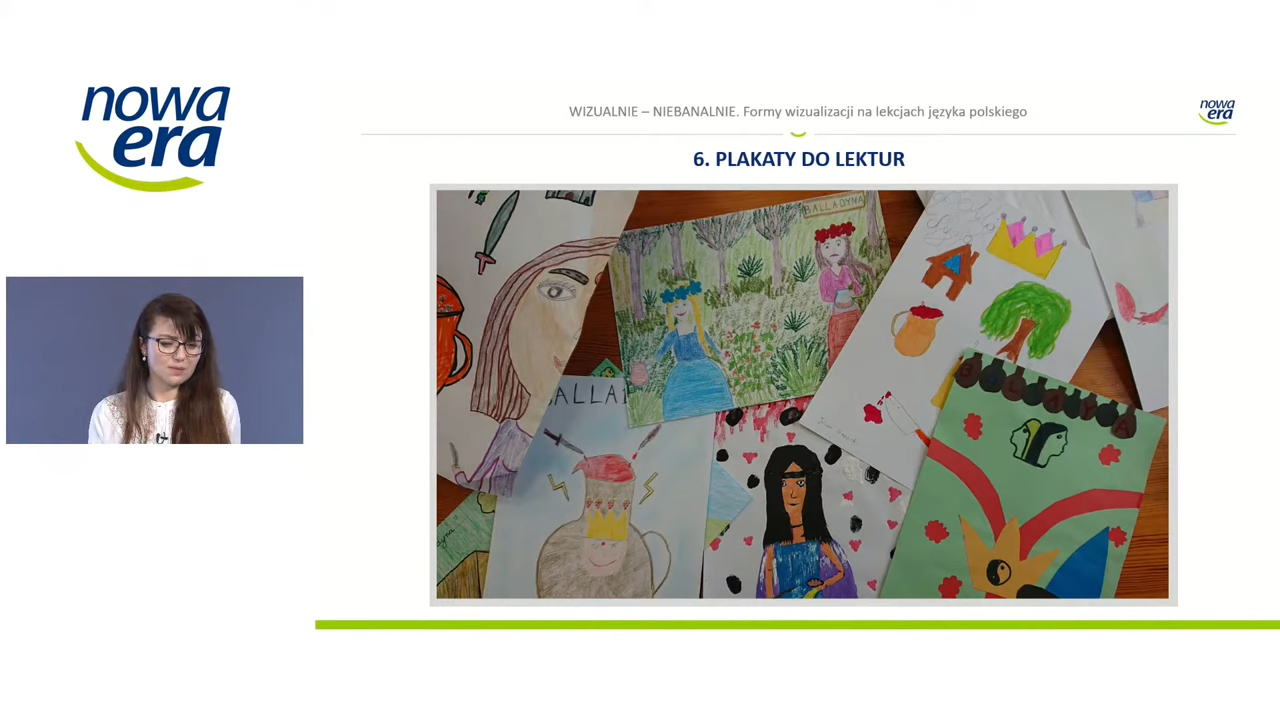 nowa
era
WIZUALNIE – NIEBANALNIE. Formy wizualizacji na lekcjach języka polskiego
nowa
era
6. PLAKATY DO LEKTUR
BALLADYNA